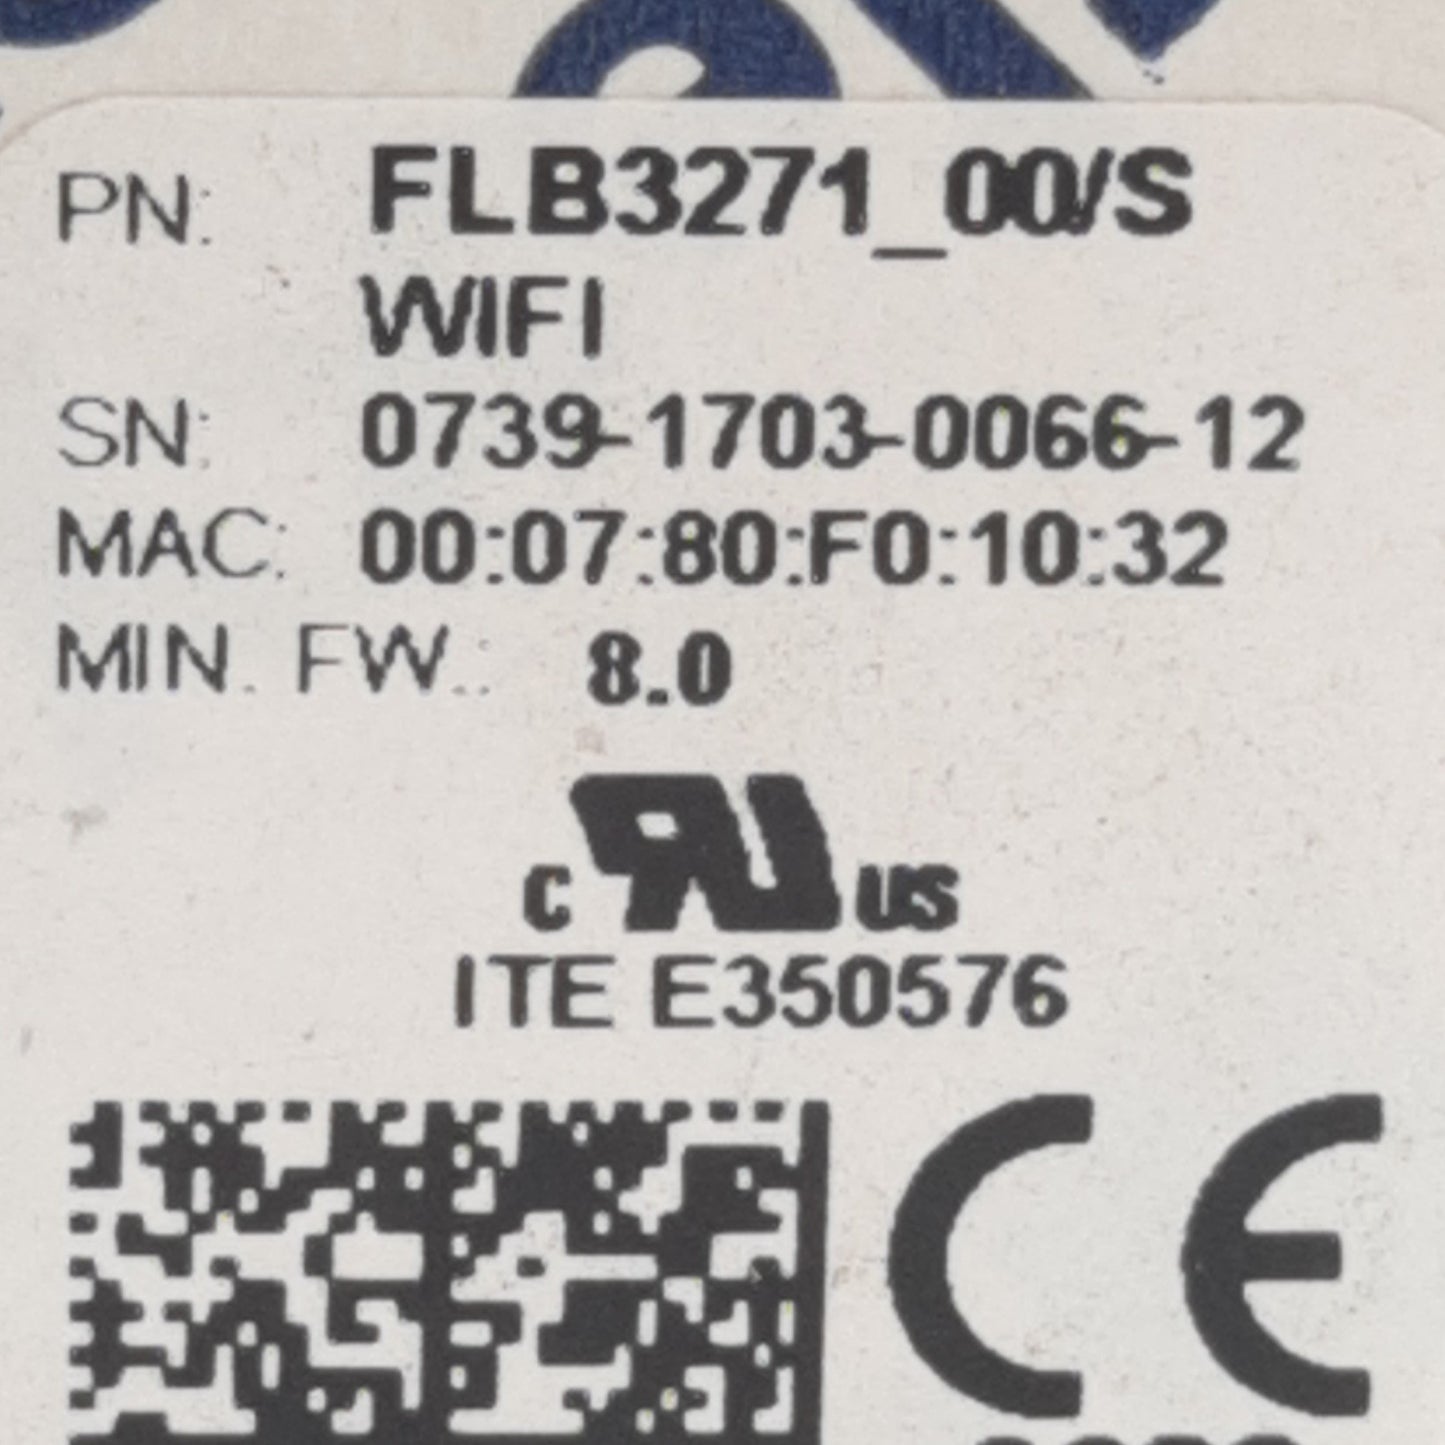 PN: FLB3271_00/S
WIFI
SN: 0739-1703-0066-12
MAC: 00:07:80:F0:10:32
MIN. FW.: 8.0
c RU US
ITE E350576
CE